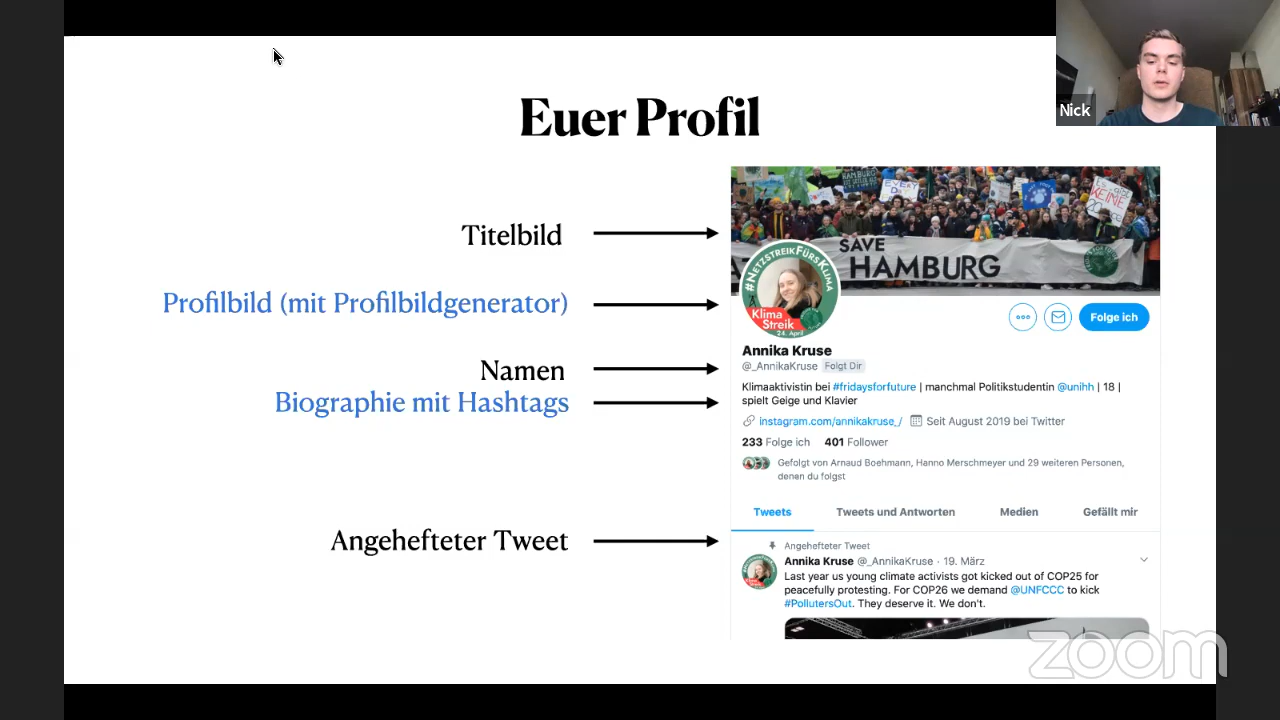 Euer Profil
Nick
Titelbild
Profilbild (mit Profilbildgenerator)
Namen
Biographie mit Hashtags
Angehefteter Tweet
HAMBURG
EVERY
KEINE
SAVE
HAMBURG
#NETZSTREIKFÜRSKLIMA
Klima
Streik
24. April
Folge ich
Annika Kruse
@_AnnikaKruse Folgt Dir
Klimaaktivistin bei #fridaysforfuture | manchmal Politikstudentin @unihh | 18 |
spielt Geige und Klavier
instagram.com/annikakruse_/ Seit August 2019 bei Twitter
233 Folge ich 401 Follower
Gefolgt von Arnaud Boehmann, Hanno Merschmeyer und 29 weiteren Personen,
denen du folgst
Tweets Tweets und Antworten Medien Gefällt mir
Angehefteter Tweet
Annika Kruse @_AnnikaKruse · 19. März
Last year us young climate activists got kicked out of COP25 for
peacefully protesting. For COP26 we demand @UNFCCC to kick
#PollutersOut. They deserve it. We don't.
zoom